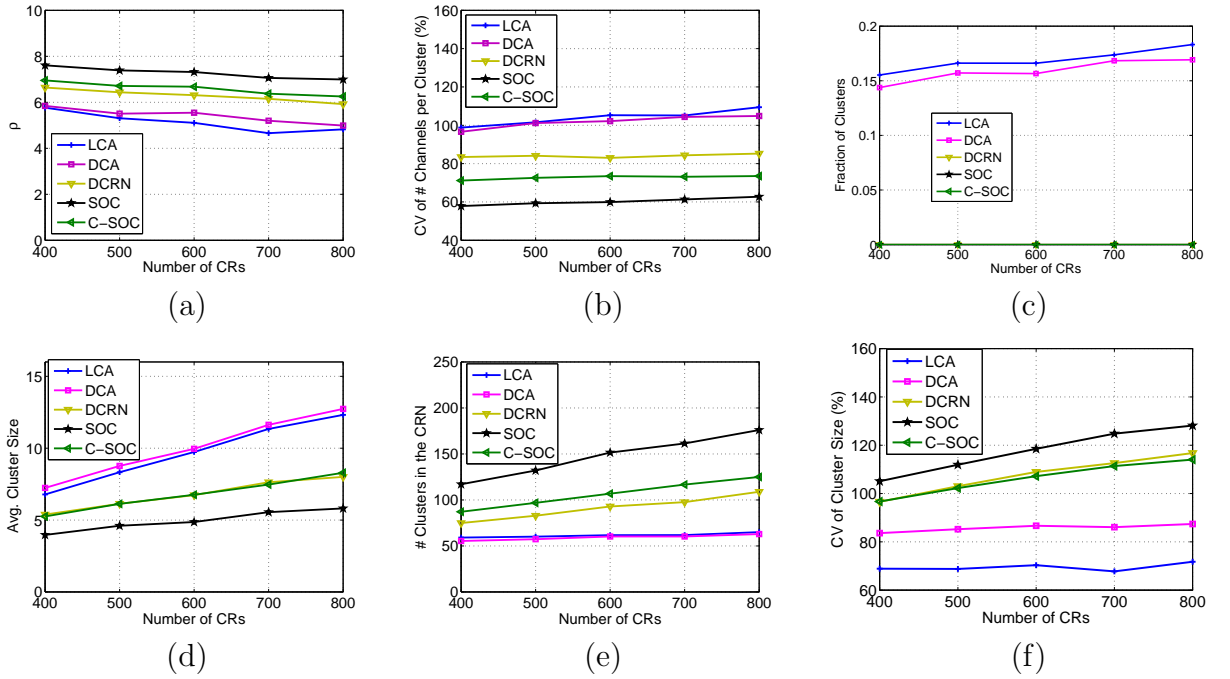 10
8
6
4
2
0
400
500
600
700
800
ρ
Number of CRs
LCA
DCA
DCRN
SOC
C−SOC
(a)
160
140
120
100
80
60
40
400
500
600
700
800
CV of # Channels per Cluster (%)
Number of CRs
LCA
DCA
DCRN
SOC
C−SOC
(b)
0.2
0.15
0.1
0.05
0
400
500
600
700
800
Fraction of Clusters
Number of CRs
LCA
DCA
DCRN
SOC
C−SOC
(c)
15
10
5
0
400
500
600
700
800
Avg. Cluster Size
Number of CRs
LCA
DCA
DCRN
SOC
C−SOC
(d)
250
200
150
100
50
0
400
500
600
700
800
# Clusters in the CRN
Number of CRs
LCA
DCA
DCRN
SOC
C−SOC
(e)
160
140
120
100
80
60
400
500
600
700
800
CV of Cluster Size (%)
Number of CRs
LCA
DCA
DCRN
SOC
C−SOC
(f)